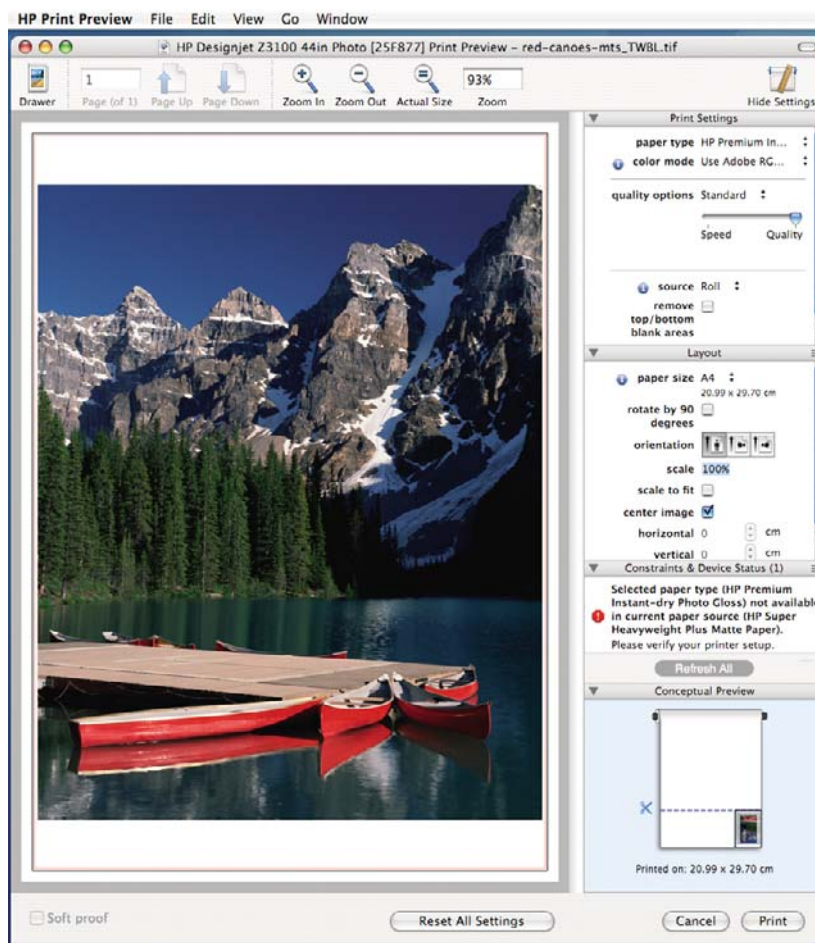 HP Print Preview File Edit View Go Window
HP Designjet Z3100 44in Photo [25F877] Print Preview – red-canoes-mts_TWBL.tif
1
93%
Drawer Page (of 1) Page Up Page Down Zoom In Zoom Out Actual Size Zoom Hide Settings
Print Settings
paper type HP Premium In...
color mode Use Adobe RG...
quality options Standard
Speed Quality
source Roll
remove
top/bottom
blank areas
Layout
paper size A4
20.99 x 29.70 cm
rotate by 90
degrees
orientation
scale 100%
scale to fit
center image
horizontal 0 cm
vertical 0 cm
Constraints & Device Status (1)
Selected paper type (HP Premium
Instant-dry Photo Gloss) not available
in current paper source (HP Super
Heavyweight Plus Matte Paper).
Please verify your printer setup.
Refresh All
Conceptual Preview
Printed on: 20.99 x 29.70 cm
Soft proof Reset All Settings Cancel Print